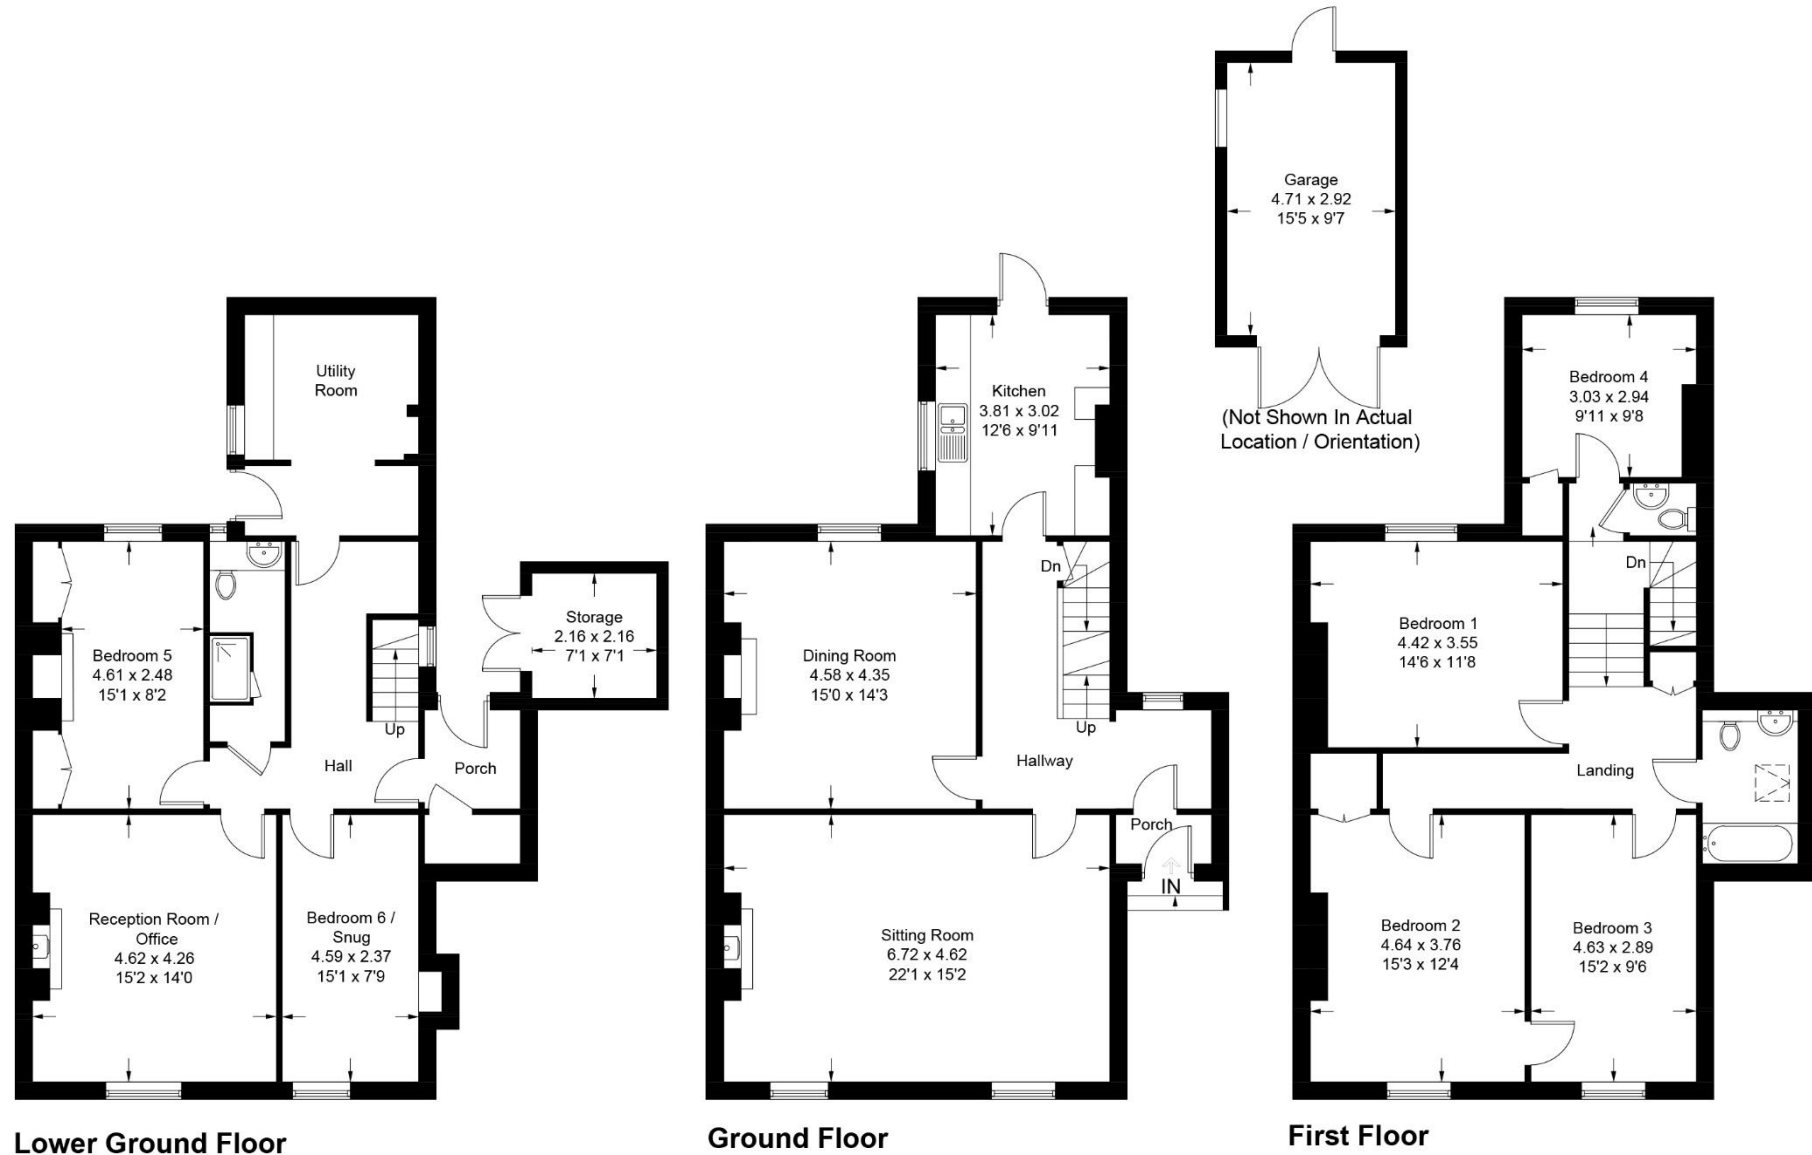 Utility
Room
Bedroom 5
4.61 x 2.48
15'1 x 8'2
Up
Hall
Porch
Storage
2.16 x 2.16
7'1 x 7'1
Reception Room /
Office
4.62 x 4.26
15'2 x 14'0
Bedroom 6 /
Snug
4.59 x 2.37
15'1 x 7'9
Lower Ground Floor
Kitchen
3.81 x 3.02
12'6 x 9'11
Dn
Dining Room
4.58 x 4.35
15'0 x 14'3
Up
Hallway
Porch
IN
Sitting Room
6.72 x 4.62
22'1 x 15'2
Ground Floor
Garage
4.71 x 2.92
15'5 x 9'7
(Not Shown In Actual
Location / Orientation)
Bedroom 4
3.03 x 2.94
9'11 x 9'8
Dn
Bedroom 1
4.42 x 3.55
14'6 x 11'8
Landing
Bedroom 2
4.64 x 3.76
15'3 x 12'4
Bedroom 3
4.63 x 2.89
15'2 x 9'6
First Floor